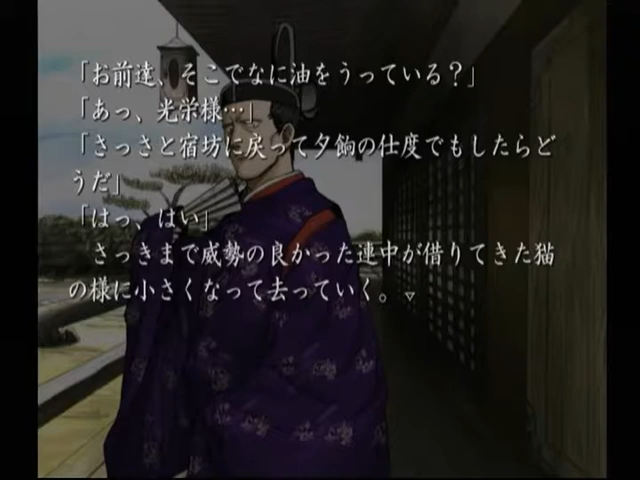 「お前達、そこでなに油をうっている？」
「あっ、光栄様…」
「さっさと宿坊に戻って夕餉の仕度でもしたらど
うだ」
「はっ、はい」
　さっきまで威勢の良かった連中が借りてきた猫
の様に小さくなって去っていく。▽